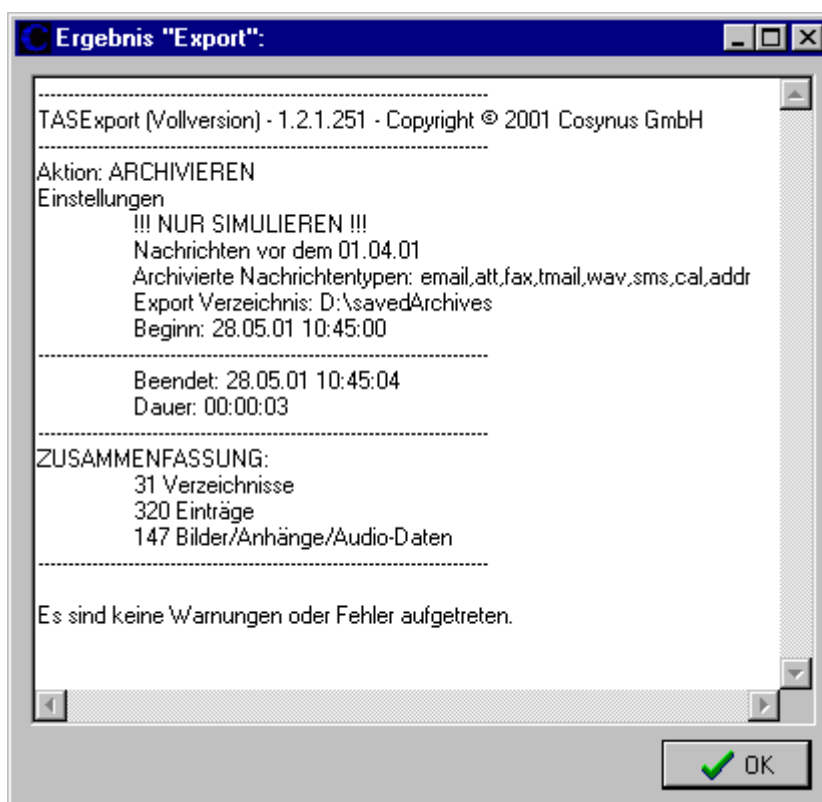 Ergebnis "Export":
--------------------------------------------------------------------------
TASExport (Vollversion) - 1.2.1.251 - Copyright © 2001 Cosynus GmbH
--------------------------------------------------------------------------
Aktion: ARCHIVIEREN
Einstellungen
!!! NUR SIMULIEREN !!!
Nachrichten vor dem 01.04.01
Archivierte Nachrichtentypen: email,att,fax,tmail,wav,sms,cal,addr
Export Verzeichnis: D:\savedArchives
Beginn: 28.05.01 10:45:00
--------------------------------------------------------------------------
Beendet: 28.05.01 10:45:04
Dauer: 00:00:03
--------------------------------------------------------------------------
ZUSAMMENFASSUNG:
31 Verzeichnisse
320 Einträge
147 Bilder/Anhänge/Audio-Daten
--------------------------------------------------------------------------
Es sind keine Warnungen oder Fehler aufgetreten.
OK